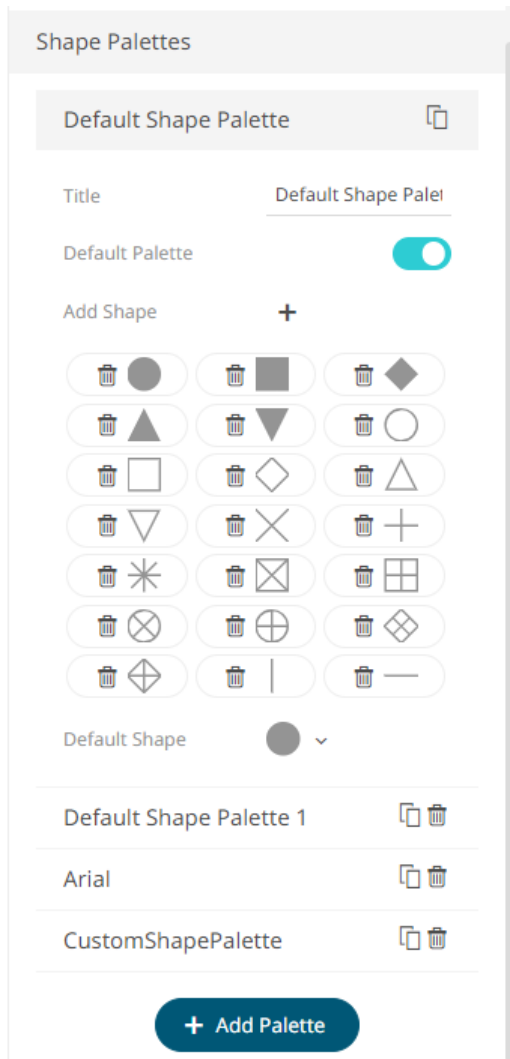 Shape Palettes
Default Shape Palette
Title Default Shape Palet
Default Palette
Add Shape +
Default Shape
Default Shape Palette 1
Arial
CustomShapePalette
+ Add Palette